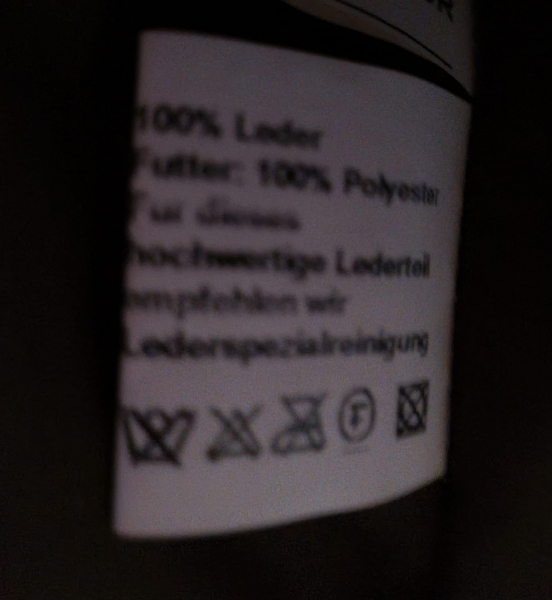 100% Leder
Futter: 100% Polyester
Für dieses
hochwertige Lederteil
empfehlen wir
Lederspezialreinigung
F